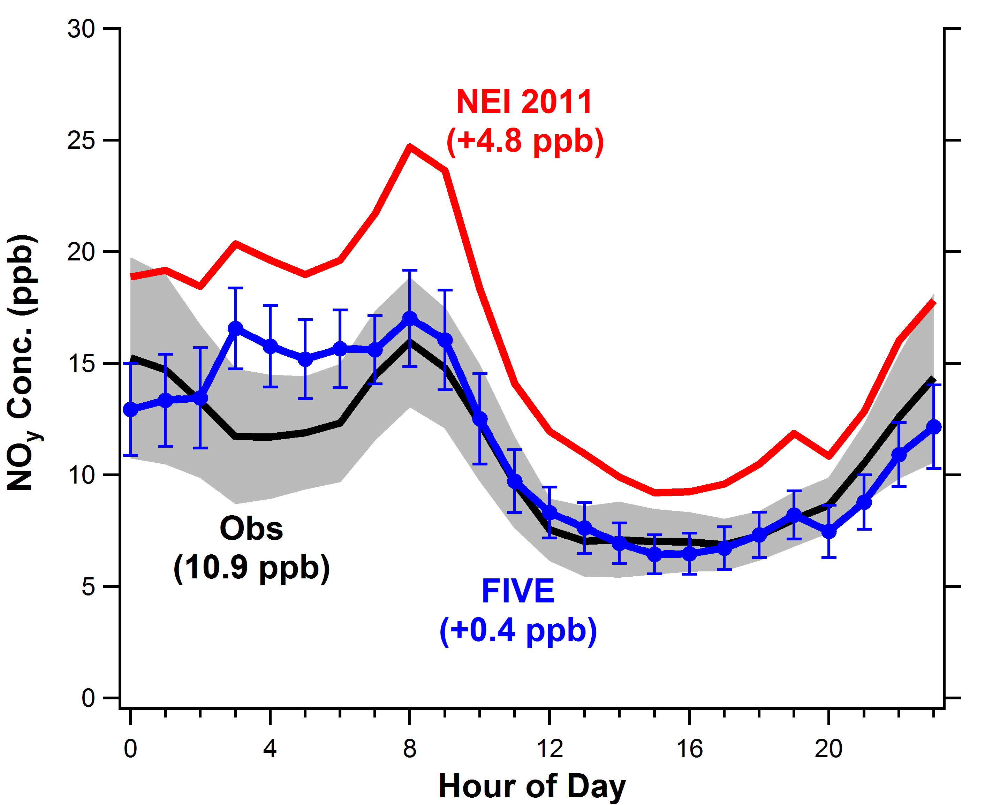 30
25
20
15
10
5
0
NOy Conc. (ppb)
NEI 2011
(+4.8 ppb)
Obs
(10.9 ppb)
FIVE
(+0.4 ppb)
0 4 8 12 16 20
Hour of Day